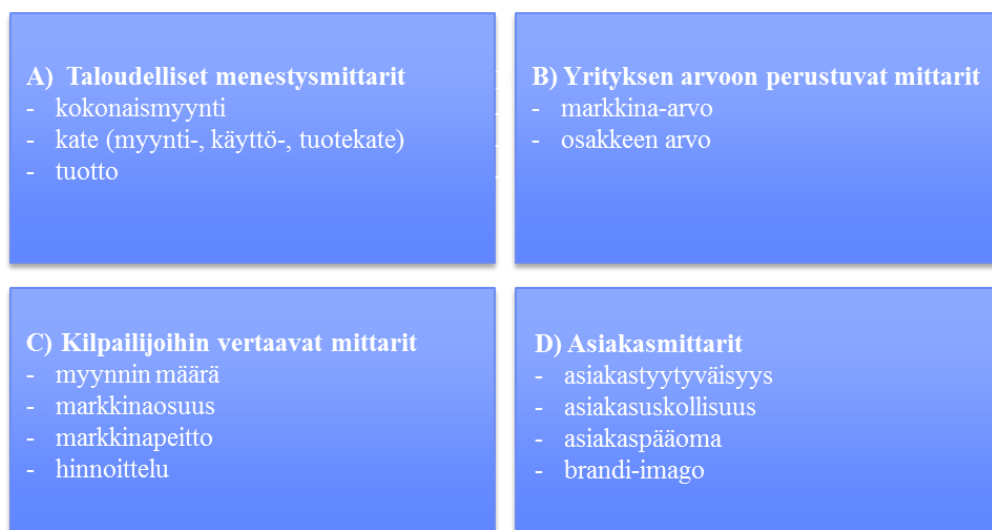 A) Taloudelliset menestysmittarit
- kokonaismyynti
- kate (myynti-, käyttö-, tuotekate)
- tuotto
B) Yrityksen arvoon perustuvat mittarit
- markkina-arvo
- osakkeen arvo
C) Kilpailijoihin vertaavat mittarit
- myynnin määrä
- markkinaosuus
- markkinapeitto
- hinnoittelu
D) Asiakasmittarit
- asiakastyytyväisyys
- asiakasuskollisuus
- asiakaspääoma
- brandi-imago